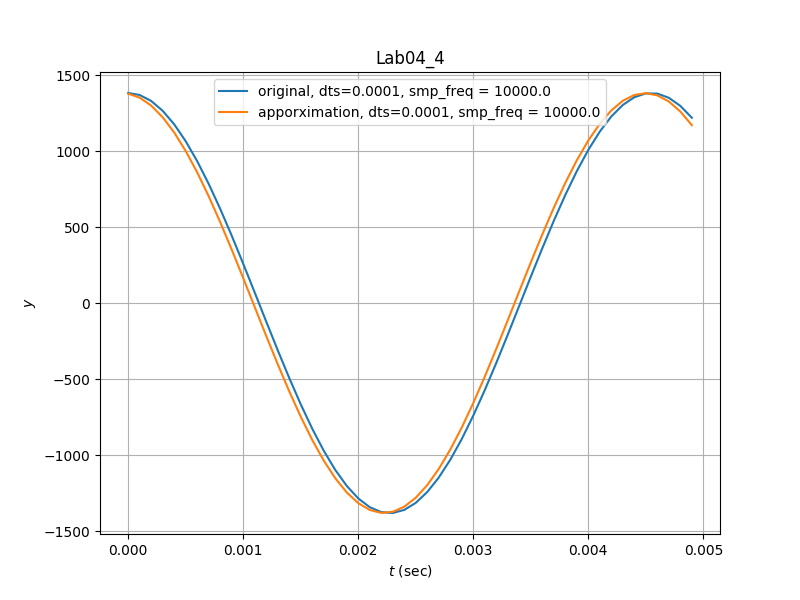 Lab04_4
original, dts=0.0001, smp_freq = 10000.0
apporximation, dts=0.0001, smp_freq = 10000.0
1500
1000
500
0
−500
−1000
−1500
y
0.000 0.001 0.002 0.003 0.004 0.005
t (sec)